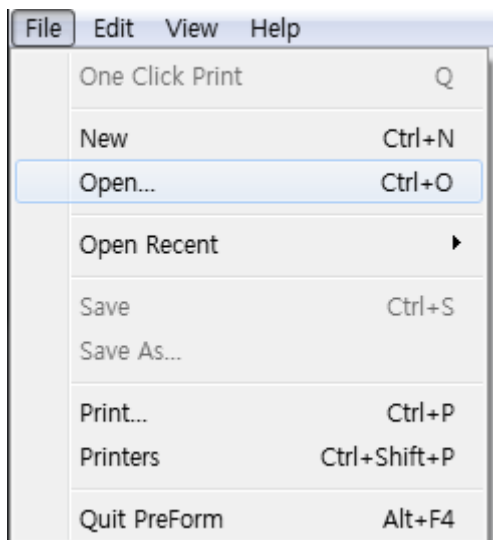 File Edit View Help
One Click Print Q
New Ctrl+N
Open... Ctrl+O
Open Recent
Save Ctrl+S
Save As...
Print... Ctrl+P
Printers Ctrl+Shift+P
Quit PreForm Alt+F4